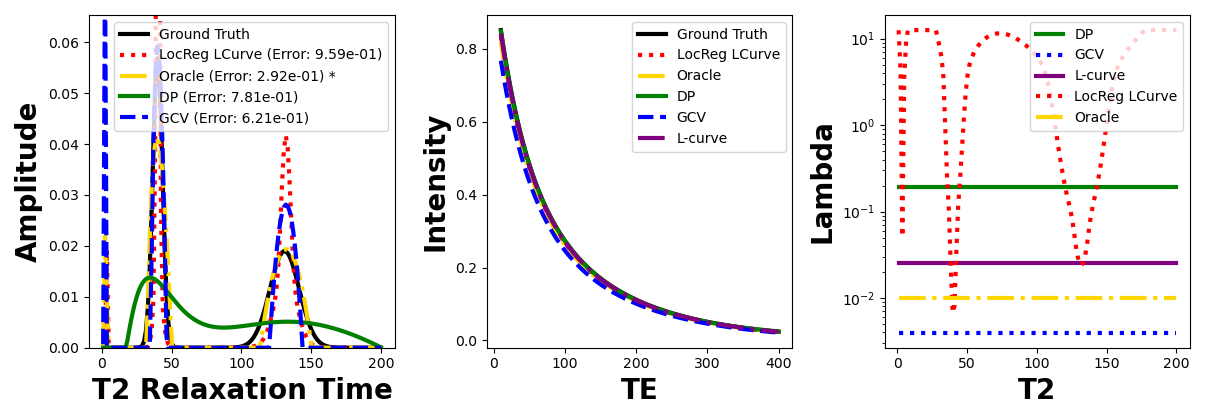 Amplitude
0.06
0.05
0.04
0.03
0.02
0.01
0.00
Ground Truth
LocReg LCurve (Error: 9.59e-01)
Oracle (Error: 2.92e-01) *
DP (Error: 7.81e-01)
GCV (Error: 6.21e-01)
0 50 100 150 200
T2 Relaxation Time
Intensity
0.8
0.6
0.4
0.2
0.0
Ground Truth
LocReg LCurve
Oracle
DP
GCV
L-curve
0 100 200 300 400
TE
Lambda
10^1
10^0
10^-1
10^-2
DP
GCV
L-curve
LocReg LCurve
Oracle
0 50 100 150 200
T2